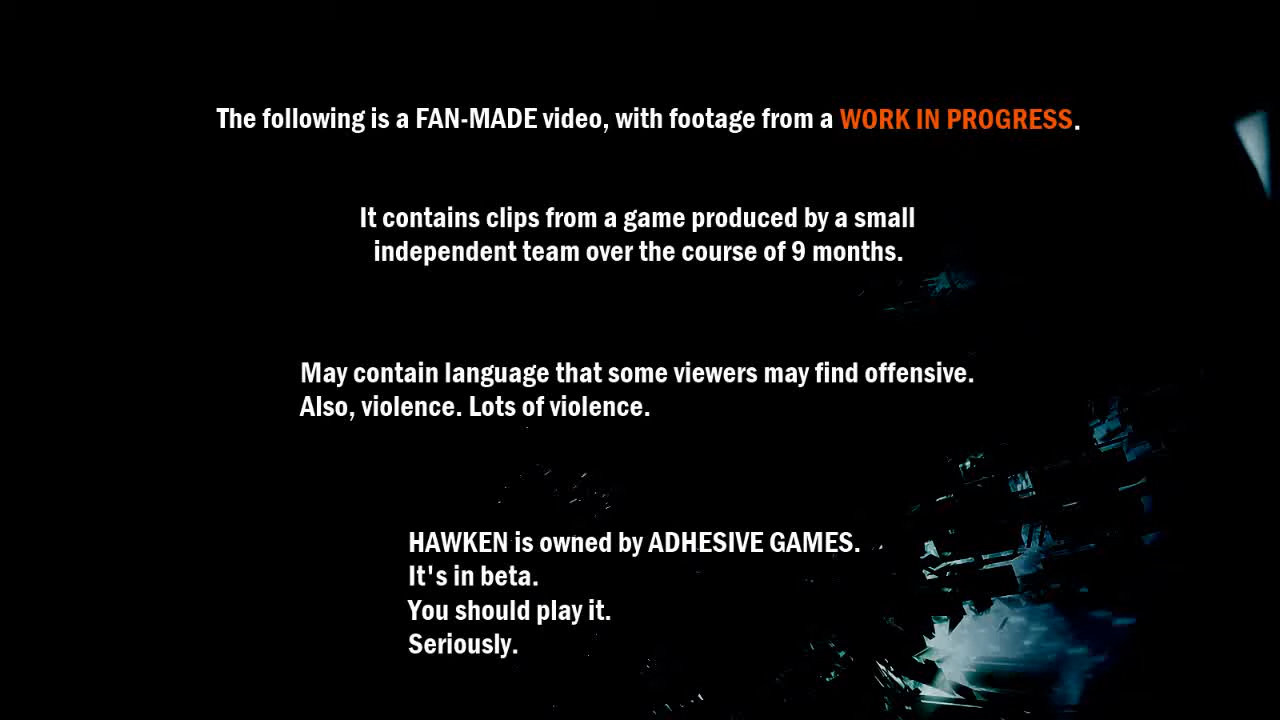 The following is a FAN-MADE video, with footage from a WORK IN PROGRESS.
It contains clips from a game produced by a small
independent team over the course of 9 months.
May contain language that some viewers may find offensive.
Also, violence. Lots of violence.
HAWKEN is owned by ADHESIVE GAMES.
It's in beta.
You should play it.
Seriously.